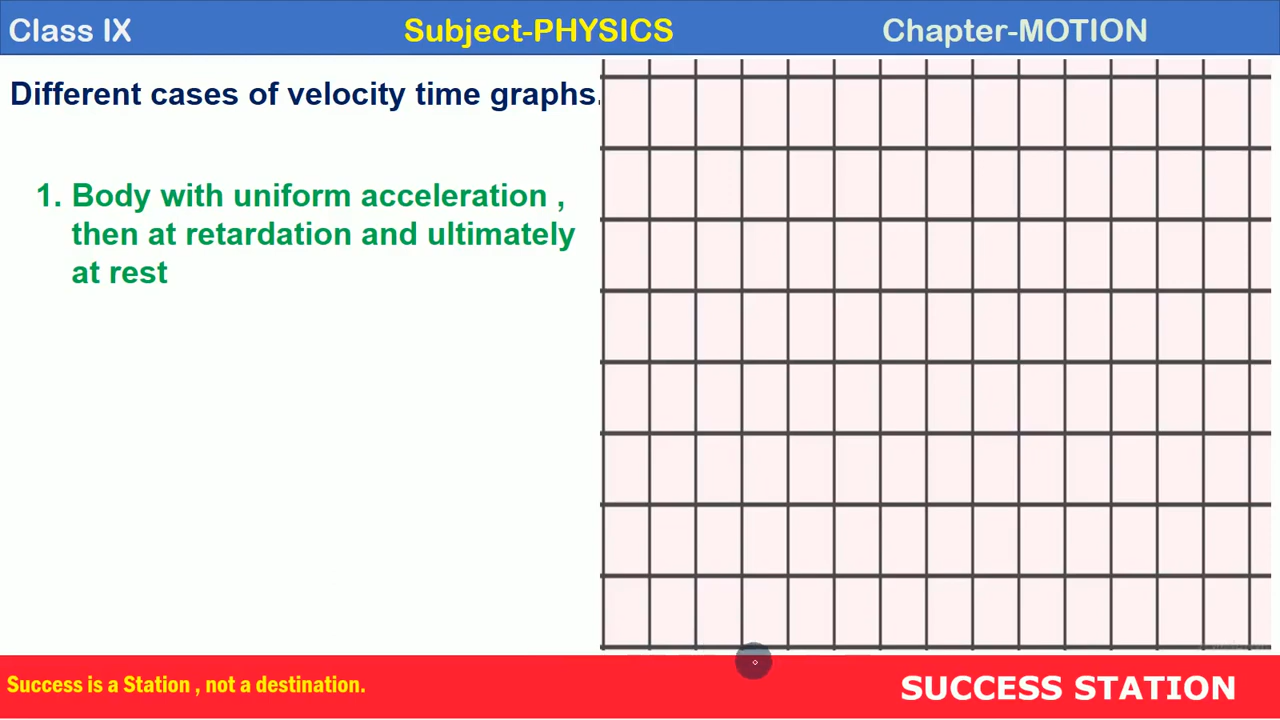 Class IX Subject-PHYSICS Chapter-MOTION
Different cases of velocity time graphs.
1. Body with uniform acceleration ,
then at retardation and ultimately
at rest
Success is a Station , not a destination.
SUCCESS STATION